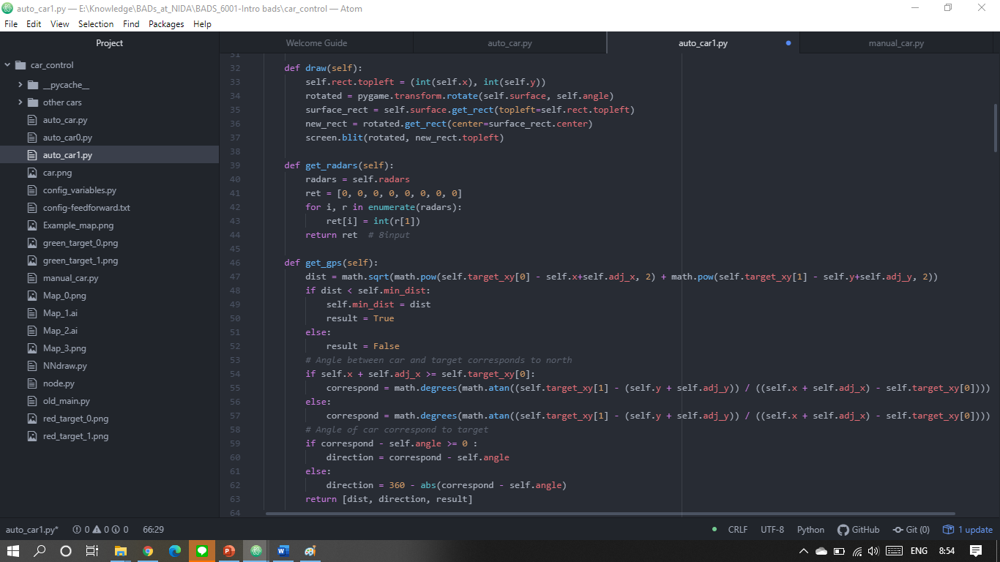 auto_car1.py — E:\Knowledge\BADs_at_NIDA\BADS_6001-Intro bads\car_control — Atom
File Edit View Selection Find Packages Help
Project
Welcome Guide
auto_car.py
auto_car1.py
manual_car.py
car_control
__pycache__
other cars
auto_car.py
auto_car0.py
auto_car1.py
car.png
config_variables.py
config-feedforward.txt
Example_map.png
green_target_0.png
green_target_1.png
manual_car.py
Map_0.png
Map_1.ai
Map_2.ai
Map_3.png
NNdraw.py
node.py
old_main.py
red_target_0.png
red_target_1.png
31
32 def draw(self):
33 self.rect.topleft = (int(self.x), int(self.y))
34 rotated = pygame.transform.rotate(self.surface, self.angle)
35 surface_rect = self.surface.get_rect(topleft=self.rect.topleft)
36 new_rect = rotated.get_rect(center=surface_rect.center)
37 screen.blit(rotated, new_rect.topleft)
38
39 def get_radars(self):
40 radars = self.radars
41 ret = [0, 0, 0, 0, 0, 0, 0, 0]
42 for i, r in enumerate(radars):
43 ret[i] = int(r[1])
44 return ret # 8input
45
46 def get_gps(self):
47 dist = math.sqrt(math.pow(self.target_xy[0] - self.x+self.adj_x, 2) + math.pow(self.target_xy[1] - self.y+self.adj_y, 2))
48 if dist < self.min_dist:
49 self.min_dist = dist
50 result = True
51 else:
52 result = False
53 # Angle between car and target corresponds to north
54 if self.x + self.adj_x >= self.target_xy[0]:
55 correspond = math.degrees(math.atan((self.target_xy[1] - (self.y + self.adj_y)) / ((self.x + self.adj_x) - self.target_xy[0])))
56 else:
57 correspond = math.degrees(math.atan((self.target_xy[1] - (self.y + self.adj_y)) / ((self.x + self.adj_x) - self.target_xy[0])))
58 # Angle of car correspond to target
59 if correspond - self.angle >= 0 :
60 direction = correspond - self.angle
61 else:
62 direction = 360 - abs(correspond - self.angle)
63 return [dist, direction, result]
64
auto_car1.py* 0 0 0 66:29
CRLF UTF-8 Python GitHub Git (0) 1 update
ENG 8:54